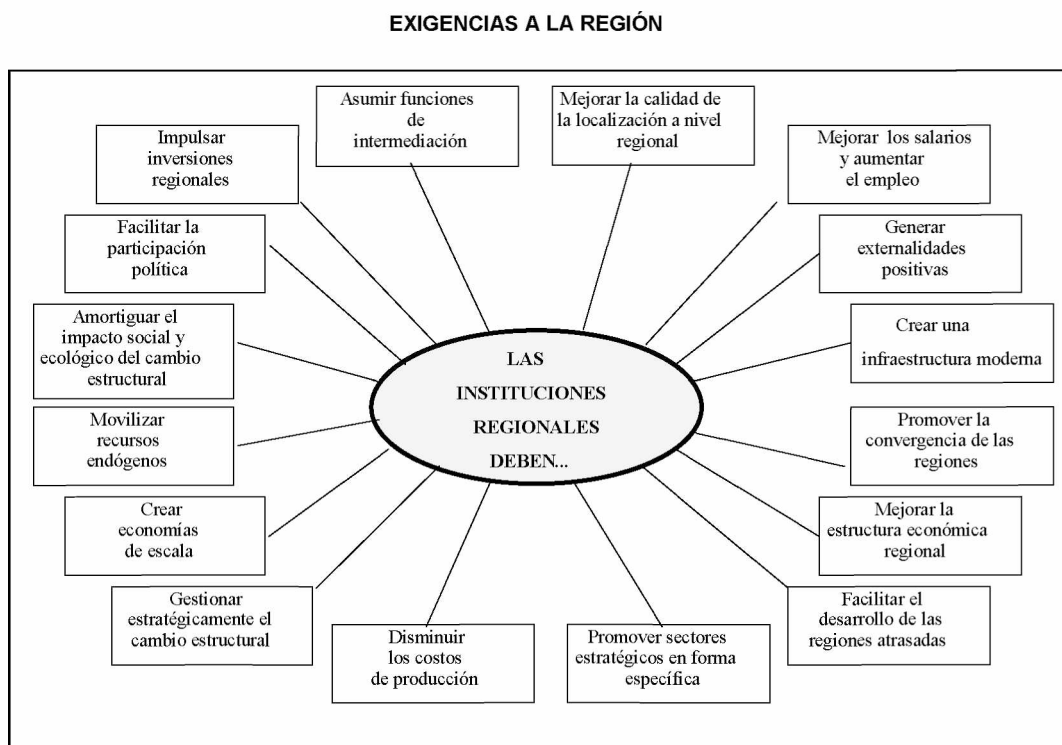 EXIGENCIAS A LA REGIÓN
Asumir funciones
de
intermediación
Mejorar la calidad de
la localización a nivel
regional
Impulsar
inversiones
regionales
Mejorar los salarios
y aumentar
el empleo
Facilitar la
participación
política
Generar
externalidades
positivas
Amortiguar el
impacto social y
ecológico del cambio
estructural
Crear una
infraestructura moderna
LAS
INSTITUCIONES
REGIONALES
DEBEN...
Movilizar
recursos
endógenos
Promover la
convergencia de las
regiones
Crear
economías
de escala
Mejorar la
estructura económica
regional
Gestionar
estratégicamente el
cambio estructural
Facilitar el
desarrollo de las
regiones atrasadas
Disminuir
los costos
de producción
Promover sectores
estratégicos en forma
específica